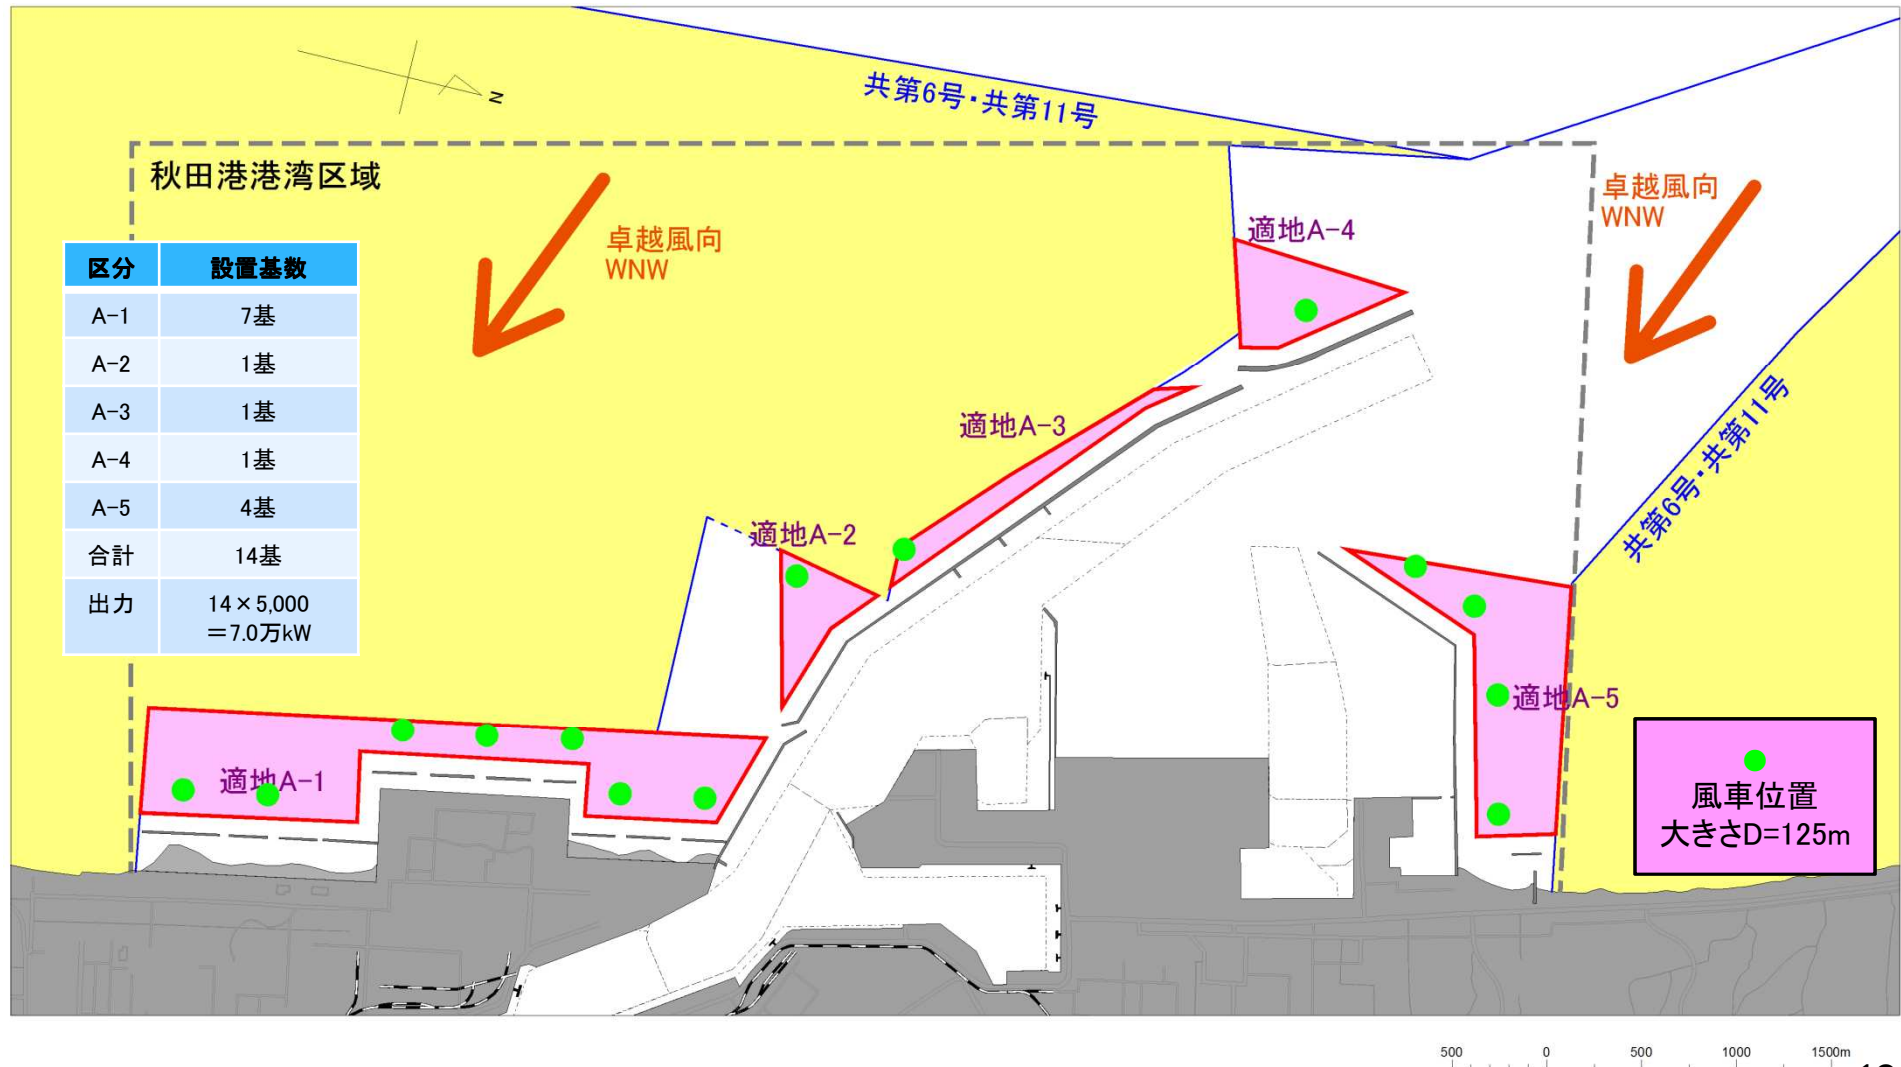 共第6号・共第11号
N
秋田港港湾区域
卓越風向
WNW
卓越風向
WNW
適地A-4
区分 設置基数
A-1 7基
A-2 1基
A-3 1基
A-4 1基
A-5 4基
合計 14基
出力 14×5,000
=7.0万kW
適地A-3
共第6号・共第11号
適地A-2
適地A-5
適地A-1
風車位置
大きさD=125m
500 0 500 1000 1500m